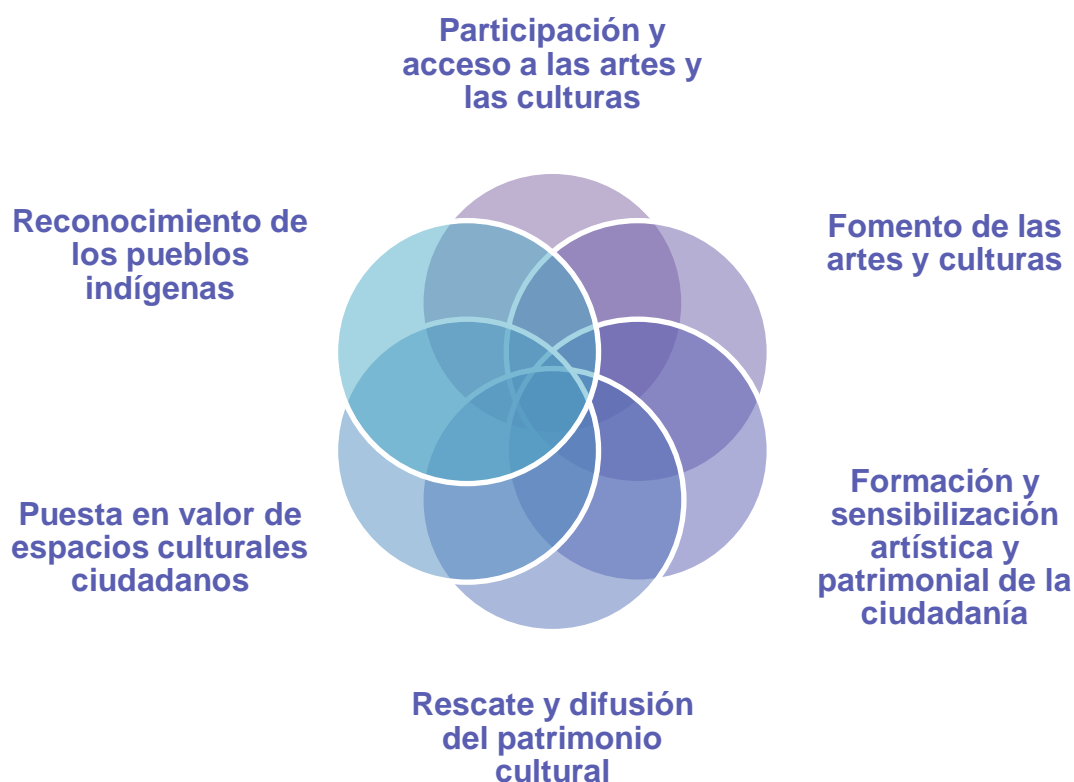 Participación y
acceso a las artes y
las culturas
Fomento de las
artes y culturas
Formación y
sensibilización
artística y
patrimonial de la
ciudadanía
Rescate y difusión
del patrimonio
cultural
Puesta en valor de
espacios culturales
ciudadanos
Reconocimiento de
los pueblos
indígenas